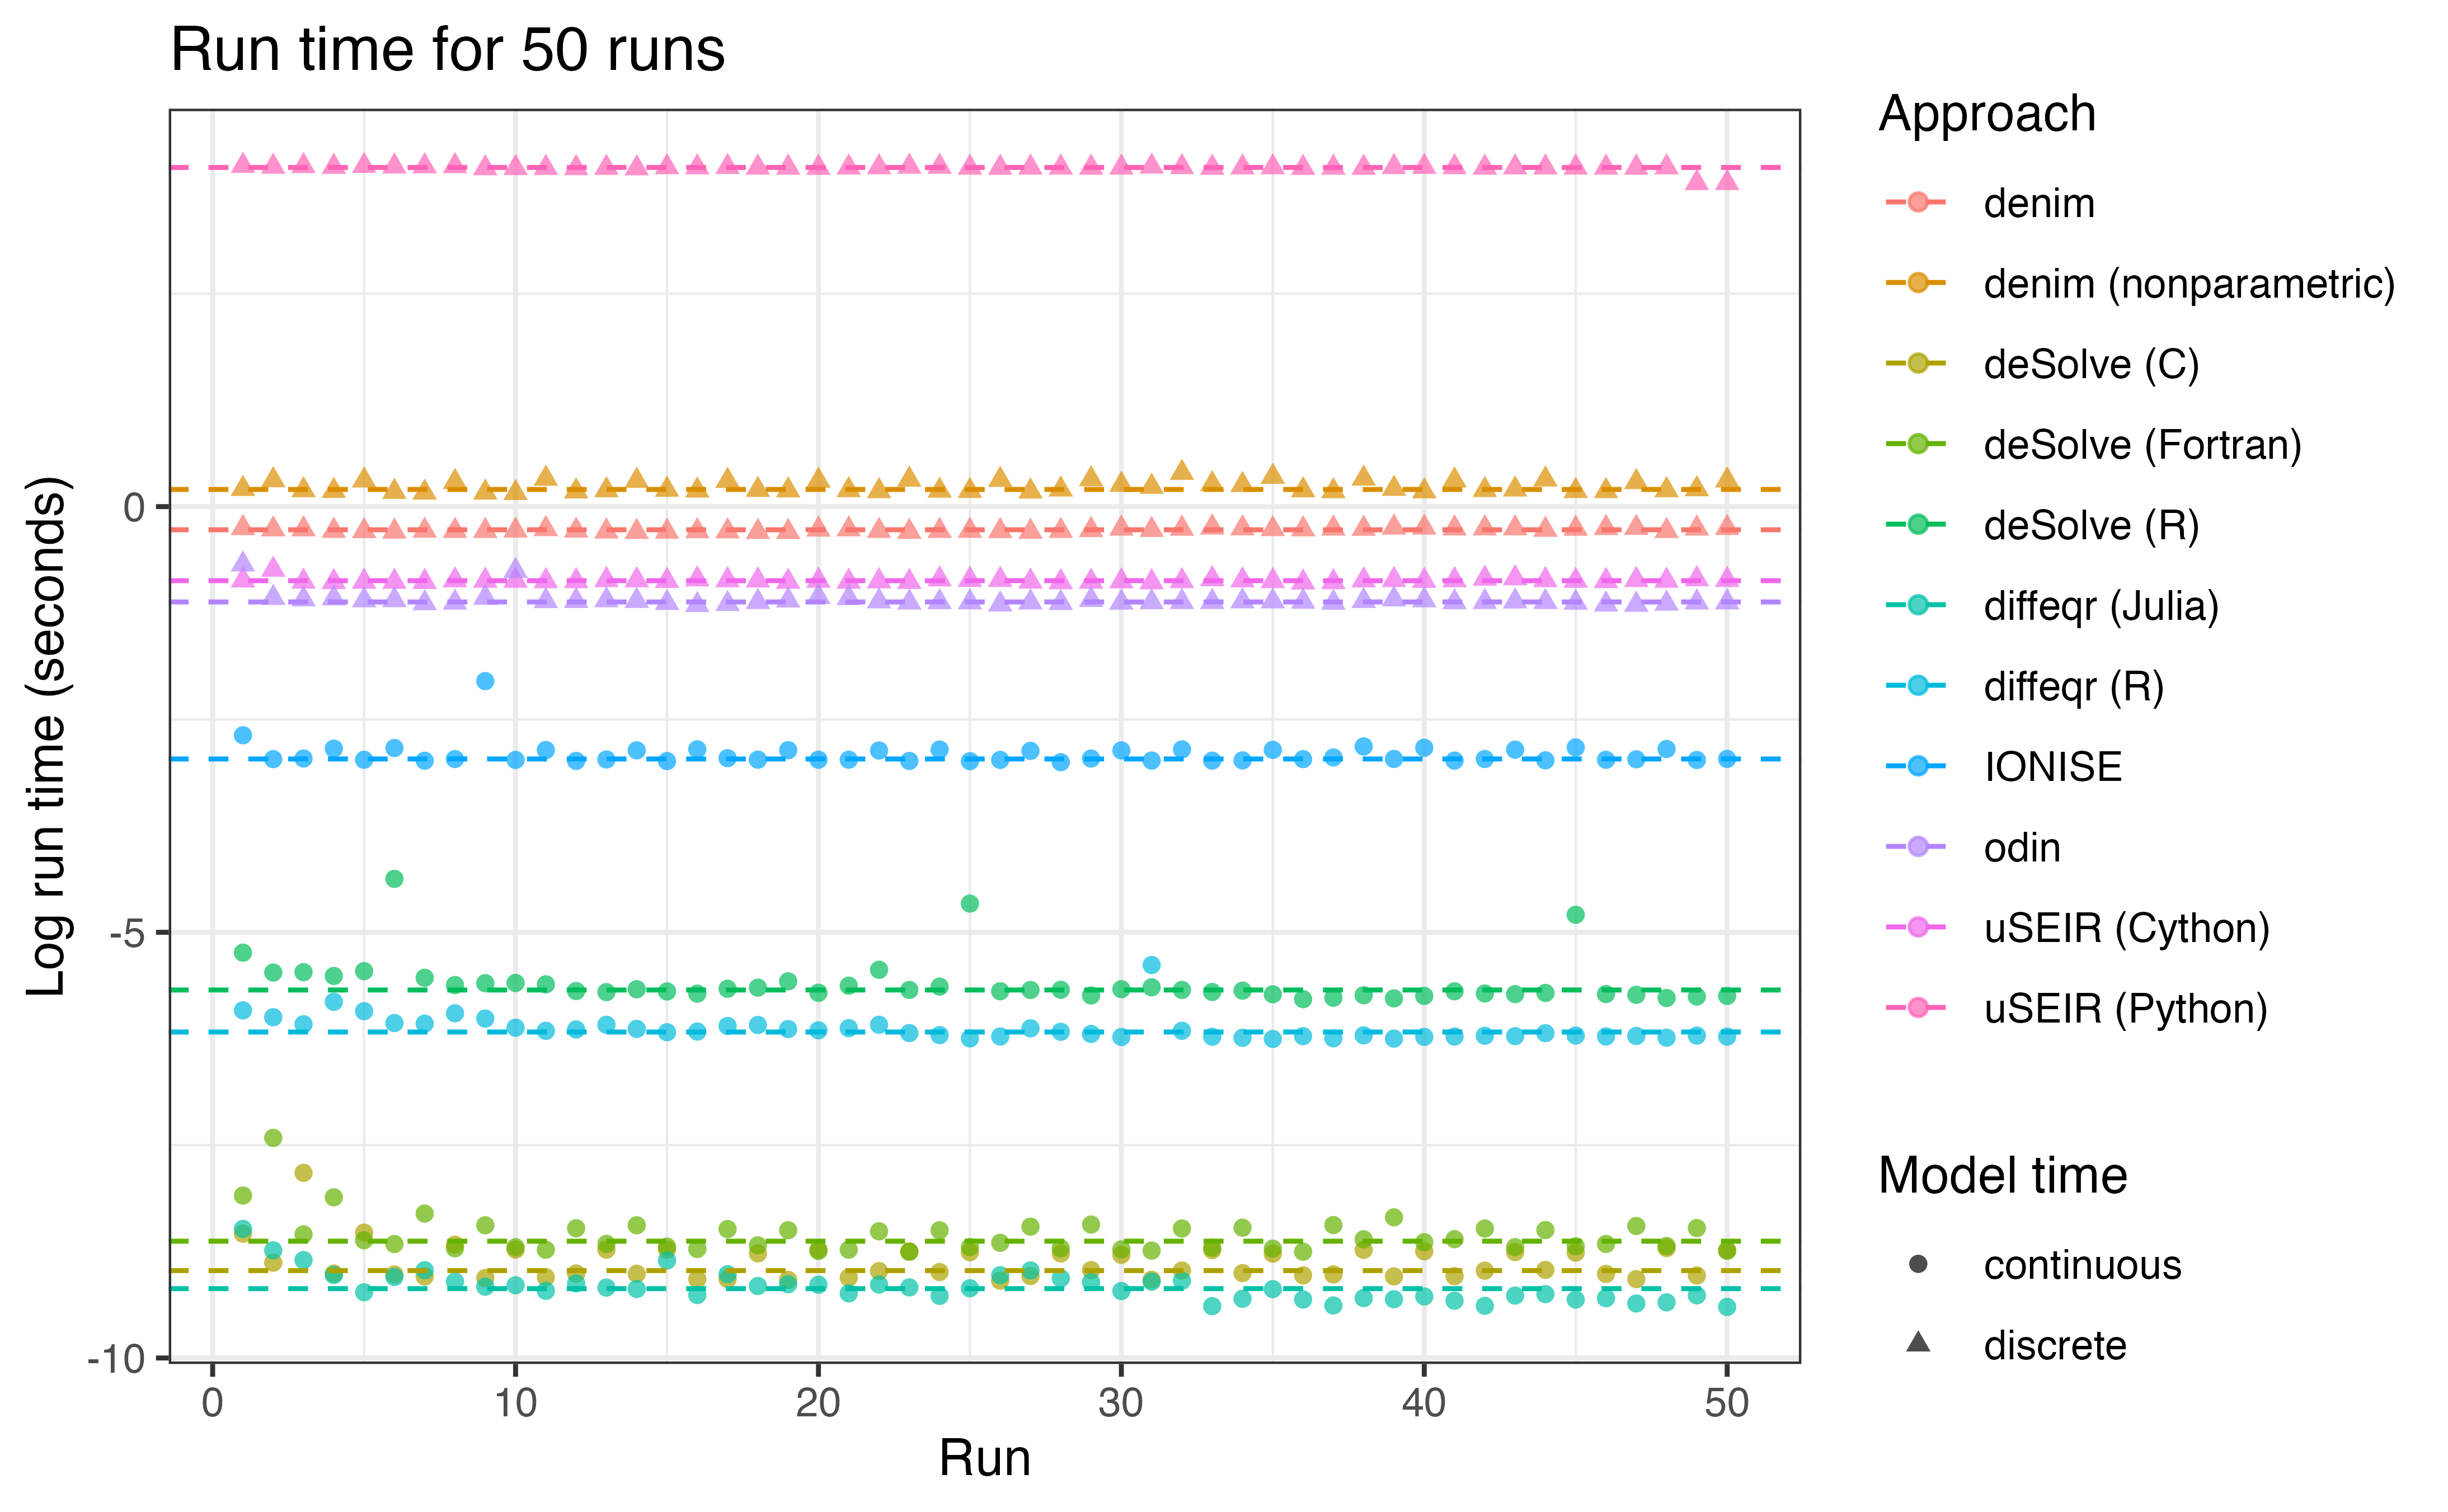 Run time for 50 runs
Log run time (seconds)
0
-5
-10
0
10
20
30
40
50
Run
Approach
denim
denim (nonparametric)
deSolve (C)
deSolve (Fortran)
deSolve (R)
diffeqr (Julia)
diffeqr (R)
IONISE
odin
uSEIR (Cython)
uSEIR (Python)
Model time
continuous
discrete